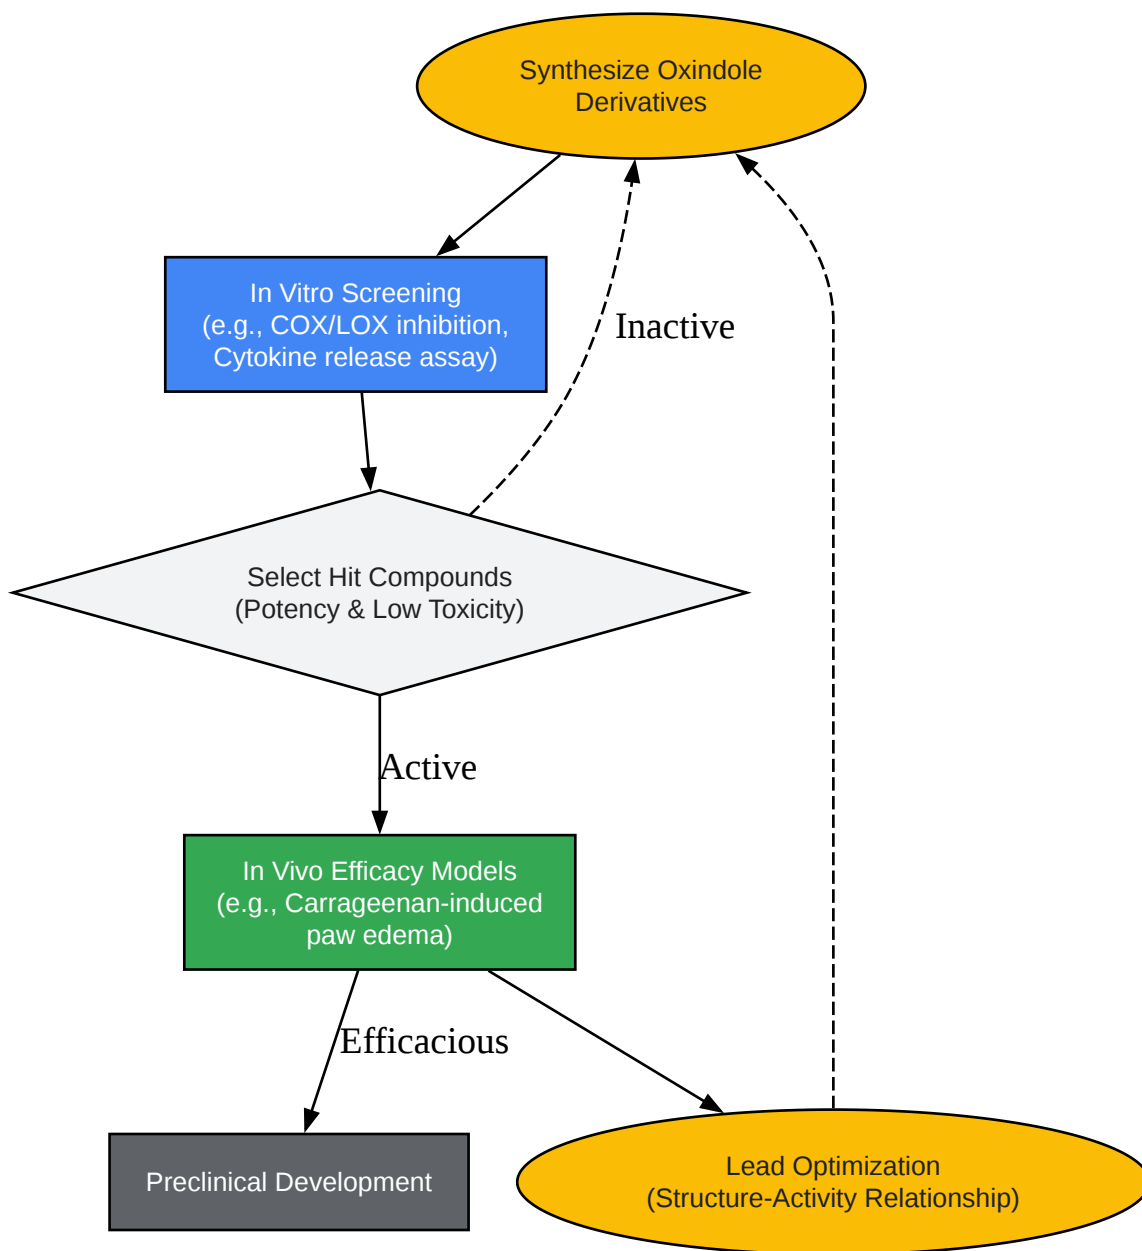 Synthesize Oxindole
Derivatives
In Vitro Screening
(e.g., COX/LOX inhibition,
Cytokine release assay)
Inactive
Select Hit Compounds
(Potency & Low Toxicity)
Active
In Vivo Efficacy Models
(e.g., Carrageenan-induced
paw edema)
Efficacious
Preclinical Development
Lead Optimization
(Structure-Activity Relationship)